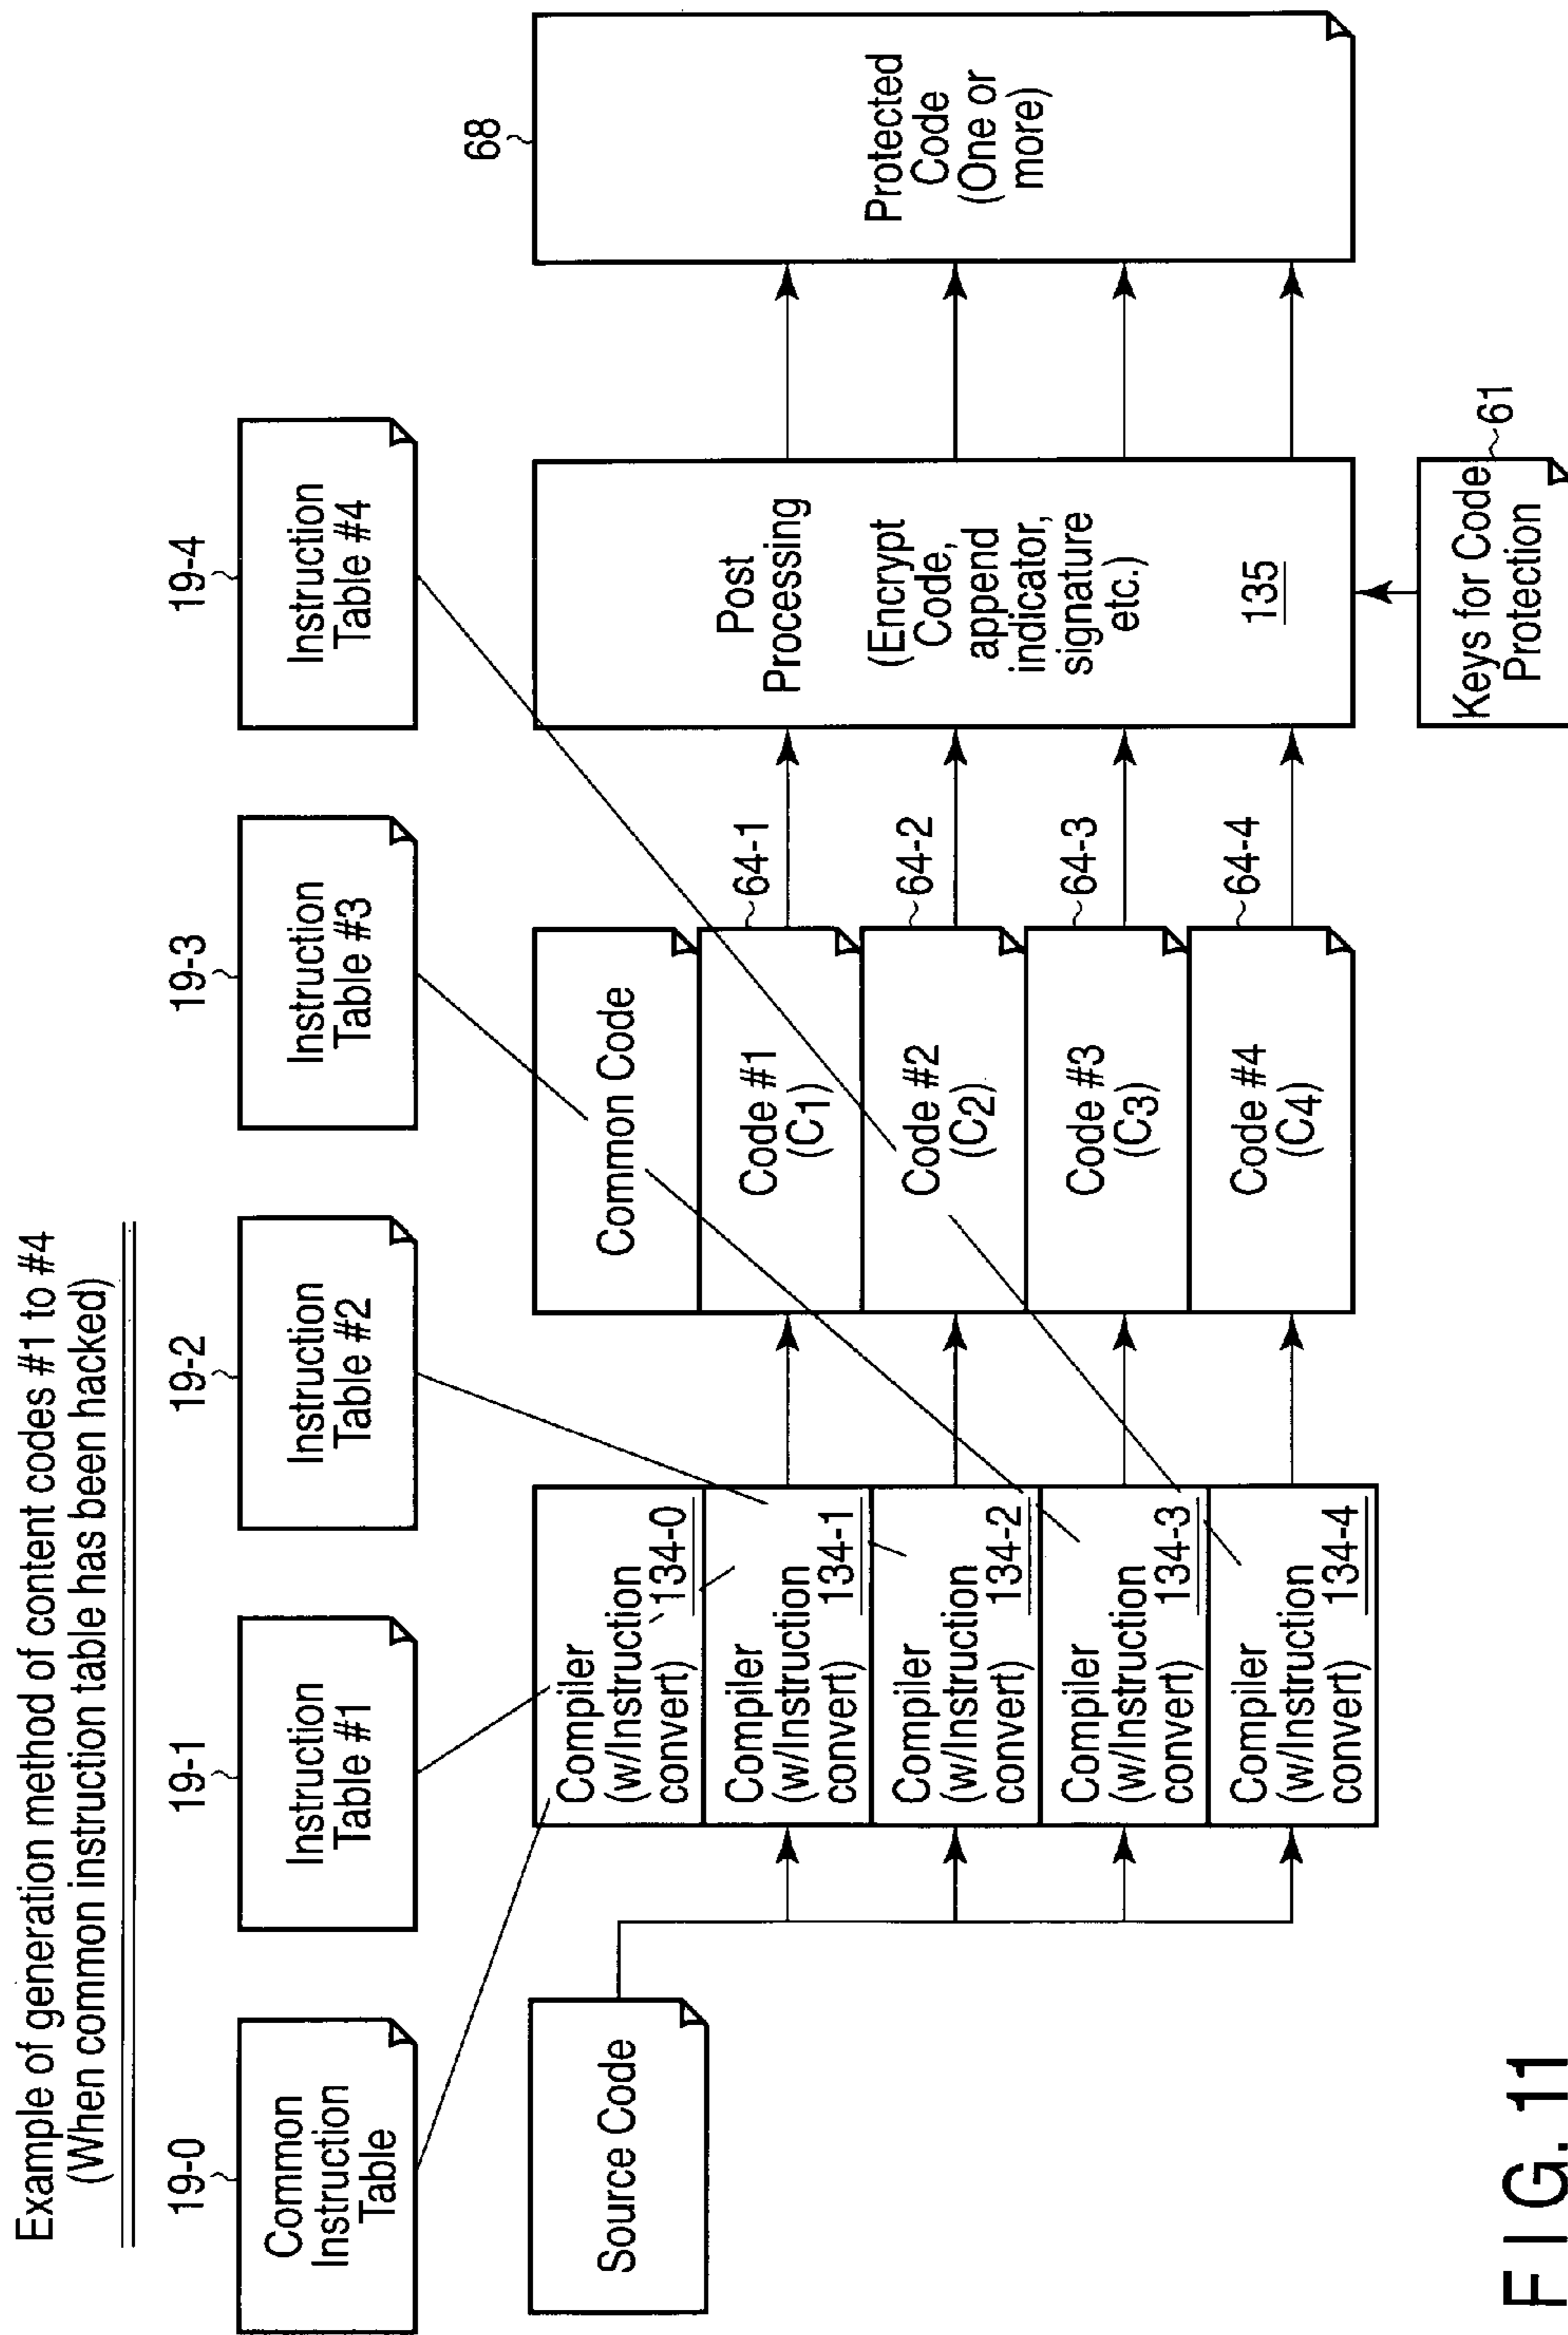 Example of generation method of content codes #1 to #4
(When common instruction table has been hacked)
19-0
19-1
19-2
19-3
19-4
Common
Instruction
Table
Instruction
Table #1
Instruction
Table #2
Instruction
Table #3
Instruction
Table #4
68
Source Code
Compiler
(w/Instruction
convert)
134-0
Compiler
(w/Instruction
convert)
134-1
Compiler
(w/Instruction
convert)
134-2
Compiler
(w/Instruction
convert)
134-3
Compiler
(w/Instruction
convert)
134-4
Common Code
Code #1
(C1)
64-1
Code #2
(C2)
64-2
Code #3
(C3)
64-3
Code #4
(C4)
64-4
Post
Processing
(Encrypt
Code,
append
indicator,
signature
etc.)
135
Protected
Code
(One or
more)
Keys for Code
Protection
61
FIG. 11